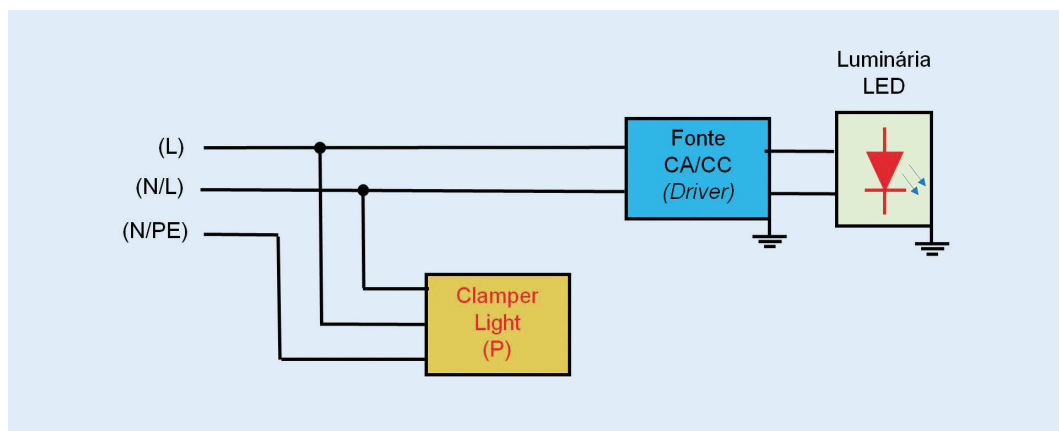 Luminária
LED
(L)
(N/L)
(N/PE)
Fonte
CA/CC
(Driver)
Clamper
Light
(P)